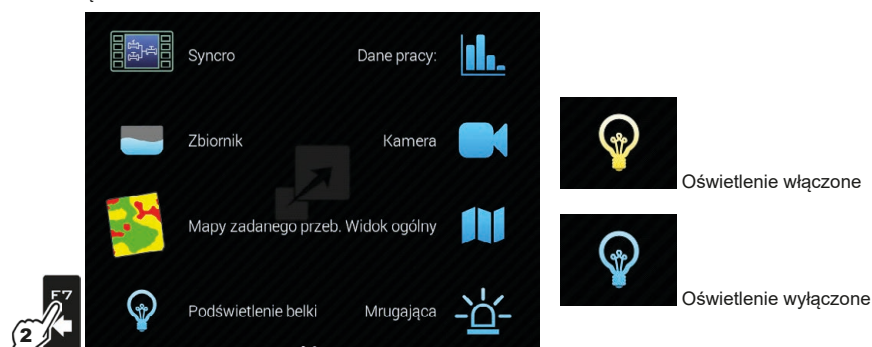 Syncro Dane pracy:
Zbiornik Kamera
Mapy zadanego przeb. Widok ogólny
Podświetlenie belki Mrugająca
F7
2
Oświetlenie włączone
Oświetlenie wyłączone